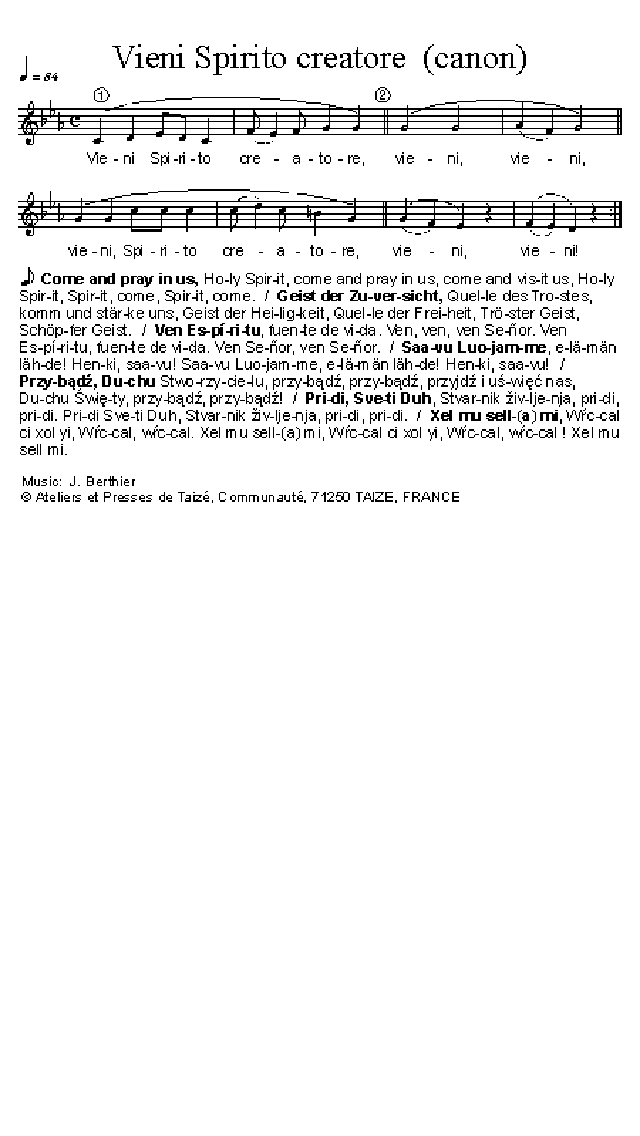 Vieni Spirito creatore (canon)
♩ = 84
1 2
Vie - ni Spi - ri - to cre - a - to - re, vie - ni, vie - ni,
vie - ni, Spi - ri - to cre - a - to - re, vie - ni, vie - ni!
Come and pray in us, Ho-ly Spir-it, come and pray in us, come and vis-it us, Ho-ly
Spir-it, Spir-it, come, Spir-it, come. / Geist der Zu-ver-sicht, Quel-le des Tro-stes,
komm und stär-ke uns, Geist der Hei-lig-keit, Quel-le der Frei-heit, Trö-ster Geist,
Schöp-fer Geist. / Ven Es-pí-ri-tu, fuen-te de vi-da. Ven, ven, ven Se-ñor. Ven
Es-pí-ri-tu, fuen-te de vi-da. Ven Se-ñor, ven Se-ñor. / Saa-vu Luo-jam-me, e-lä-män
läh-de! Hen-ki, saa-vu! Saa-vu Luo-jam-me, e-lä-män läh-de! Hen-ki, saa-vu! /
Przy-bądź, Du-chu Stwo-rzy-cie-lu, przy-bądź, przy-bądź, przyjdź i uś-więć nas,
Du-chu Świę-ty, przy-bądź, przy-bądź! / Pri-di, Sve-ti Duh, Stvar-nik živ-lje-nja, pri-di,
pri-di. Pri-di Sve-ti Duh, Stvar-nik živ-lje-nja, pri-di, pri-di. / Xel mu sell-(a) mi, Wŕc-cal
ci xol yi, Wŕc-cal, wŕc-cal. Xel mu sell-(a) mi, Wŕc-cal ci xol yi, Wŕc-cal, wŕc-cal ! Xel mu
sell mi.
Music: J. Berthier
© Ateliers et Presses de Taizé, Communauté, 71250 TAIZE, FRANCE